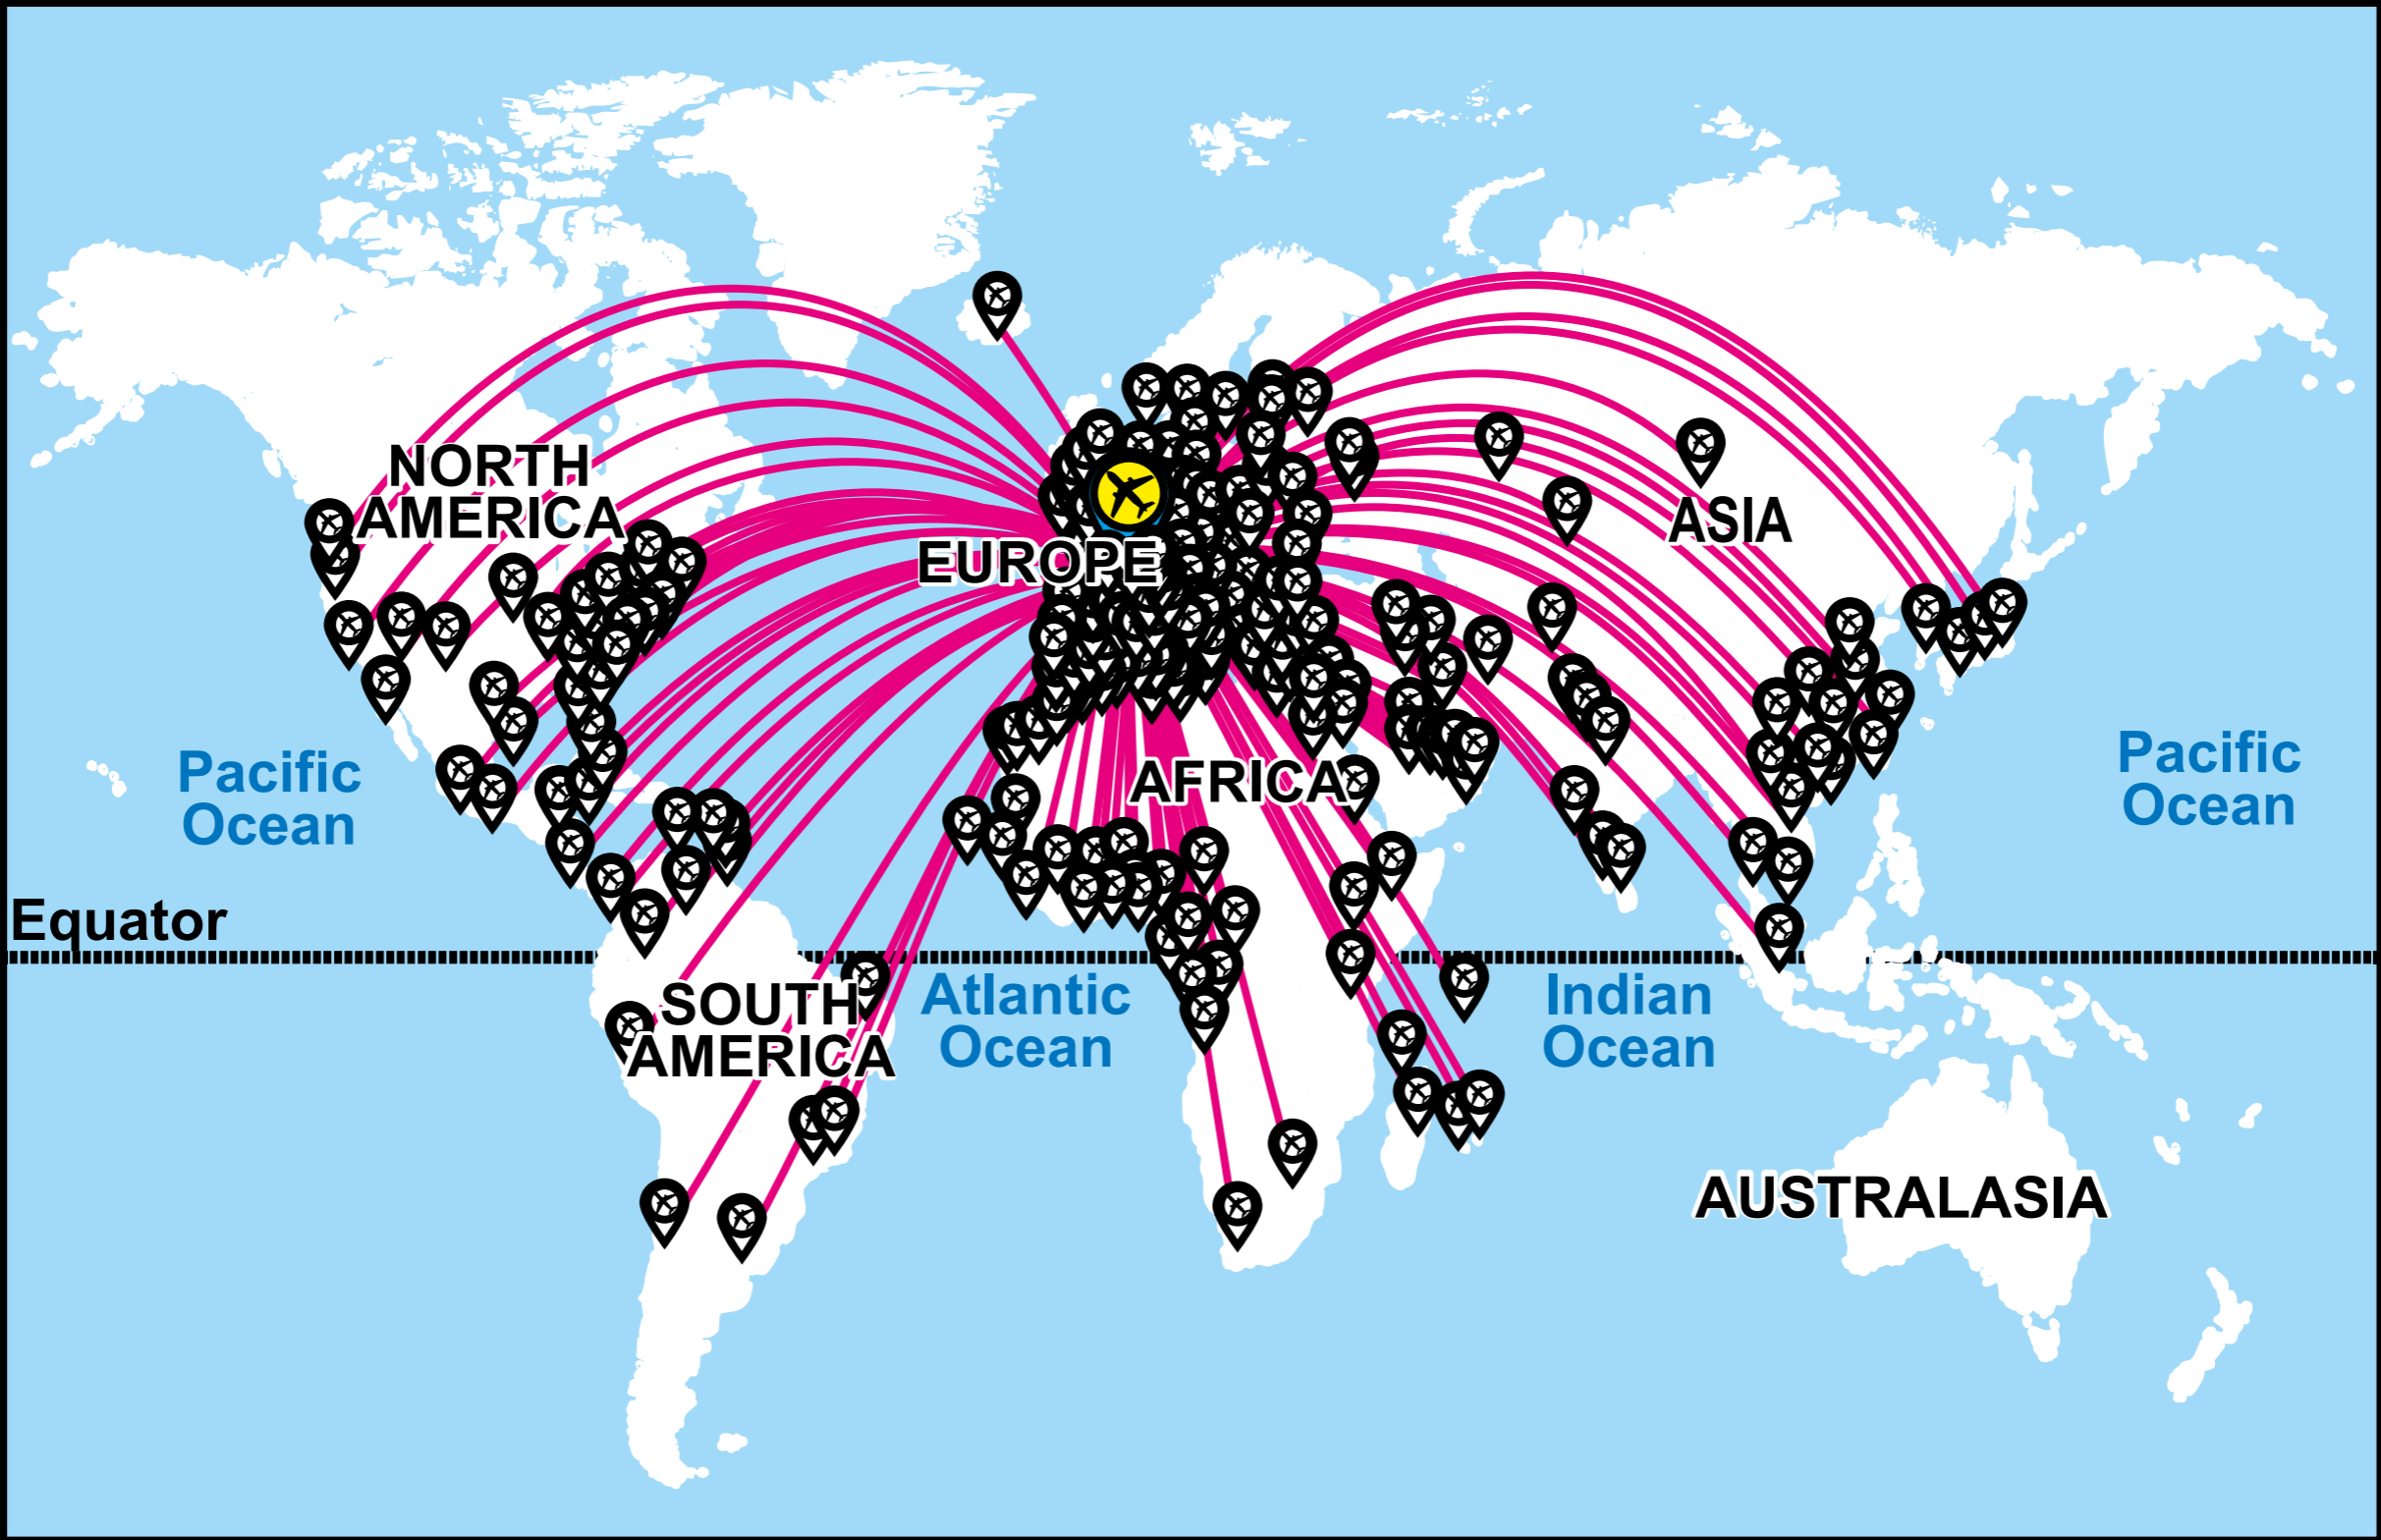 NORTH
AMERICA
EUROPE
ASIA
Pacific
Ocean
AFRICA
Pacific
Ocean
Equator
SOUTH
AMERICA
Atlantic
Ocean
Indian
Ocean
AUSTRALASIA